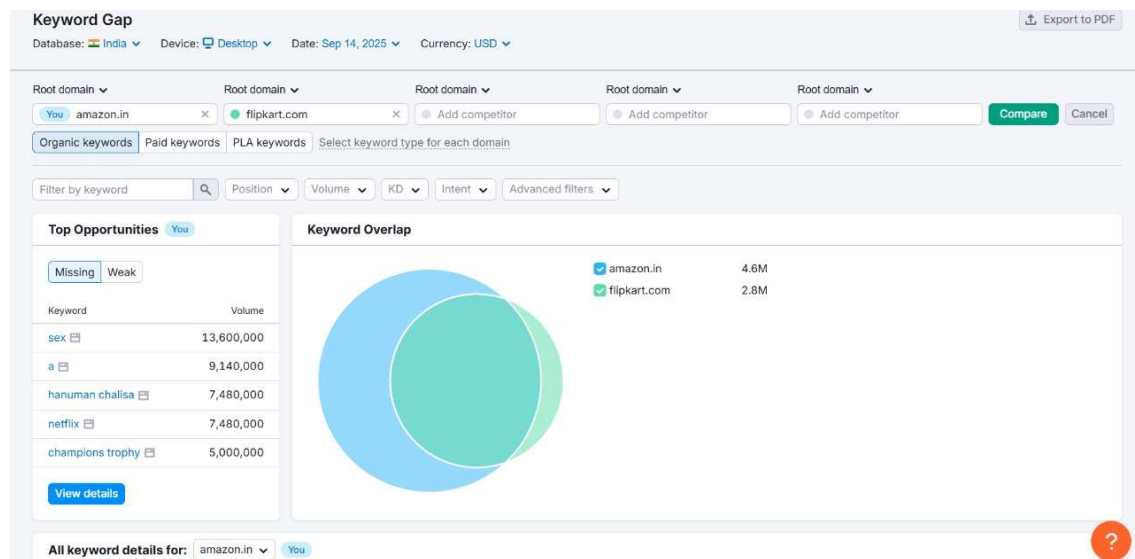 Keyword Gap
Export to PDF
Database: India Device: Desktop Date: Sep 14, 2025 Currency: USD
Root domain Root domain Root domain Root domain Root domain
You amazon.in × flipkart.com × Add competitor Add competitor Add competitor Compare Cancel
Organic keywords Paid keywords PLA keywords Select keyword type for each domain
Filter by keyword Position Volume KD Intent Advanced filters
Top Opportunities You
Missing Weak
Keyword Volume
sex 13,600,000
a 9,140,000
hanuman chalisa 7,480,000
netflix 7,480,000
champions trophy 5,000,000
View details
Keyword Overlap
amazon.in 4.6M
flipkart.com 2.8M
All keyword details for: amazon.in You
?